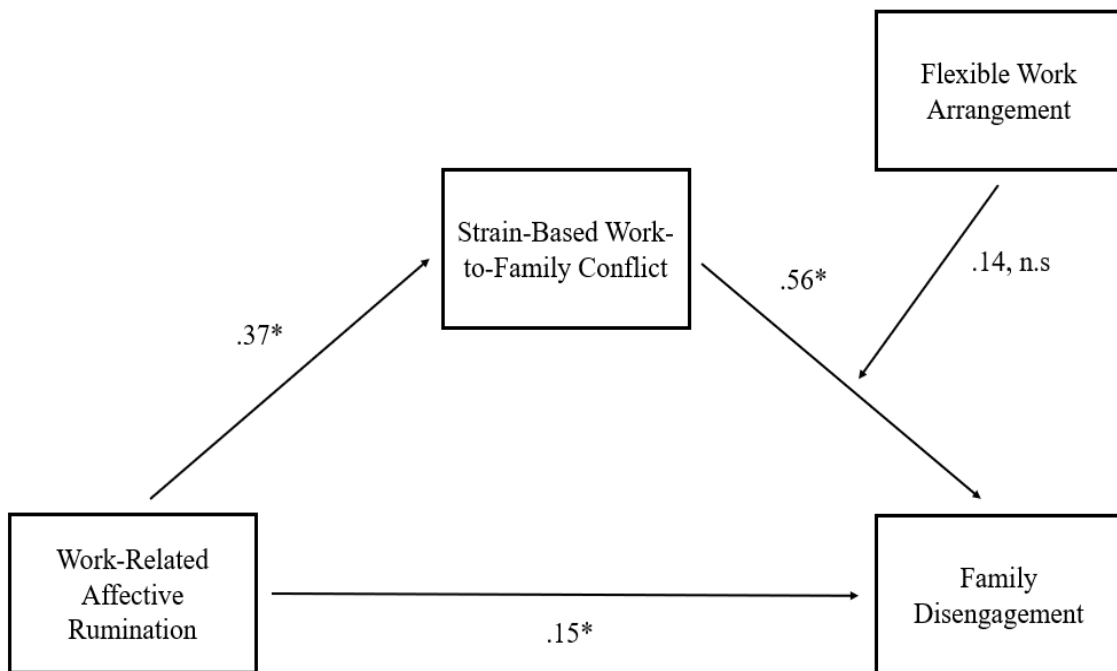 Flexible Work
Arrangement
Strain-Based Work-
to-Family Conflict
.14, n.s
.56*
.37*
Work-Related
Affective
Rumination
Family
Disengagement
.15*